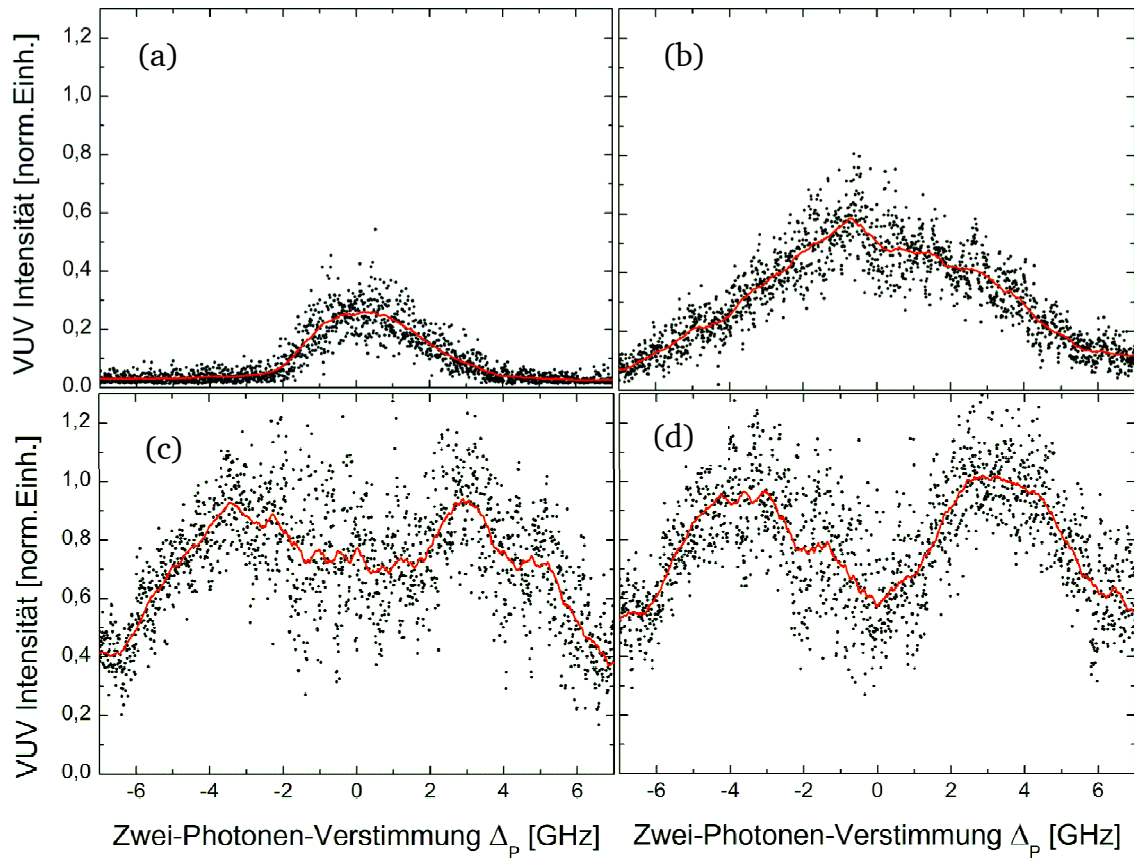 (a)
(b)
VUV Intensität [norm.Einh.]
1,2
1,0
0,8
0,6
0,4
0,2
0,0
(c)
(d)
VUV Intensität [norm.Einh.]
1,2
1,0
0,8
0,6
0,4
0,2
0,0
-6 -4 -2 0 2 4 6
-6 -4 -2 0 2 4 6
Zwei-Photonen-Verstimmung Δ_P [GHz]
Zwei-Photonen-Verstimmung Δ_P [GHz]